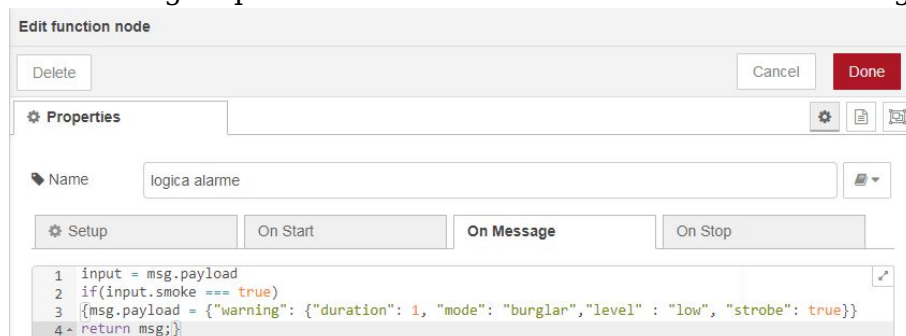 Edit function node
Delete
Cancel
Done
Properties
Name
logica alarme
Setup
On Start
On Message
On Stop
1 input = msg.payload
2 if(input.smoke === true)
3 {msg.payload = {"warning": {"duration": 1, "mode": "burglar","level" : "low", "strobe": true}}
4 return msg;}